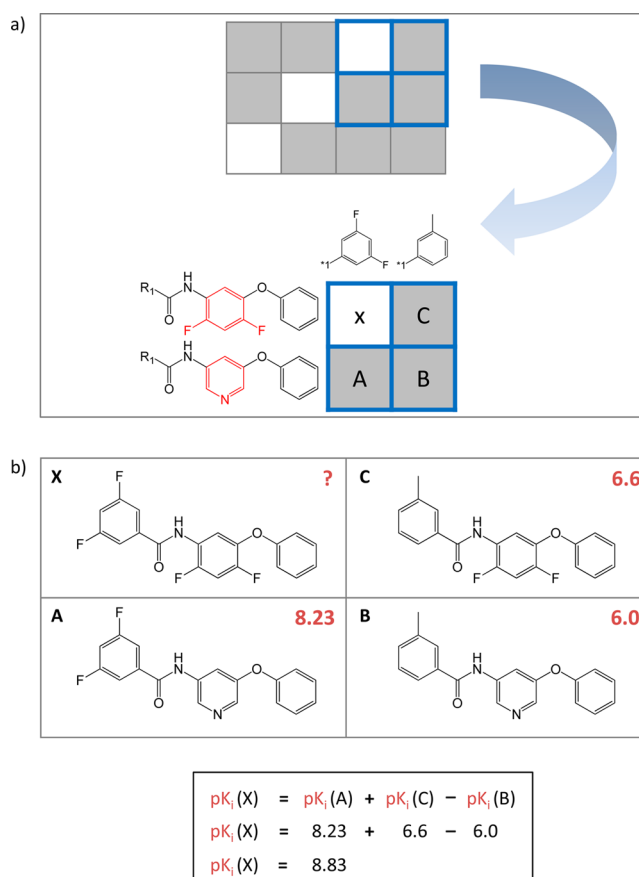 a)
F
*1 F *1
H
R1 N O
O F F
x C
H
R1 N O
O N
A B
b)
X ?
F
F O H N F F O
C 6.6
O H N F F O
A 8.23
F
F O H N N O
B 6.0
O H N N O
pKi(X) = pKi(A) + pKi(C) – pKi(B)
pKi(X) = 8.23 + 6.6 – 6.0
pKi(X) = 8.83